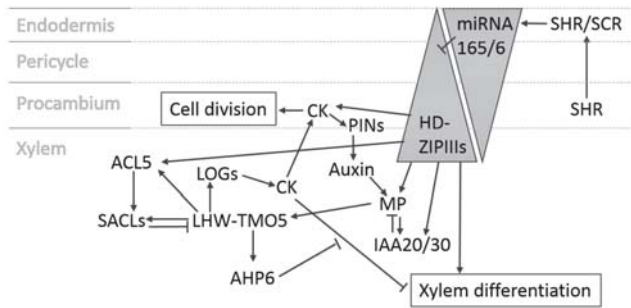 Endodermis
miRNA
165/6
SHR/SCR
Pericycle
Procambium
Cell division
CK
PINs
HD-
ZIPIIIs
SHR
Xylem
ACL5
LOGs
CK
Auxin
SACLs
LHW-TMO5
MP
IAA20/30
AHP6
Xylem differentiation